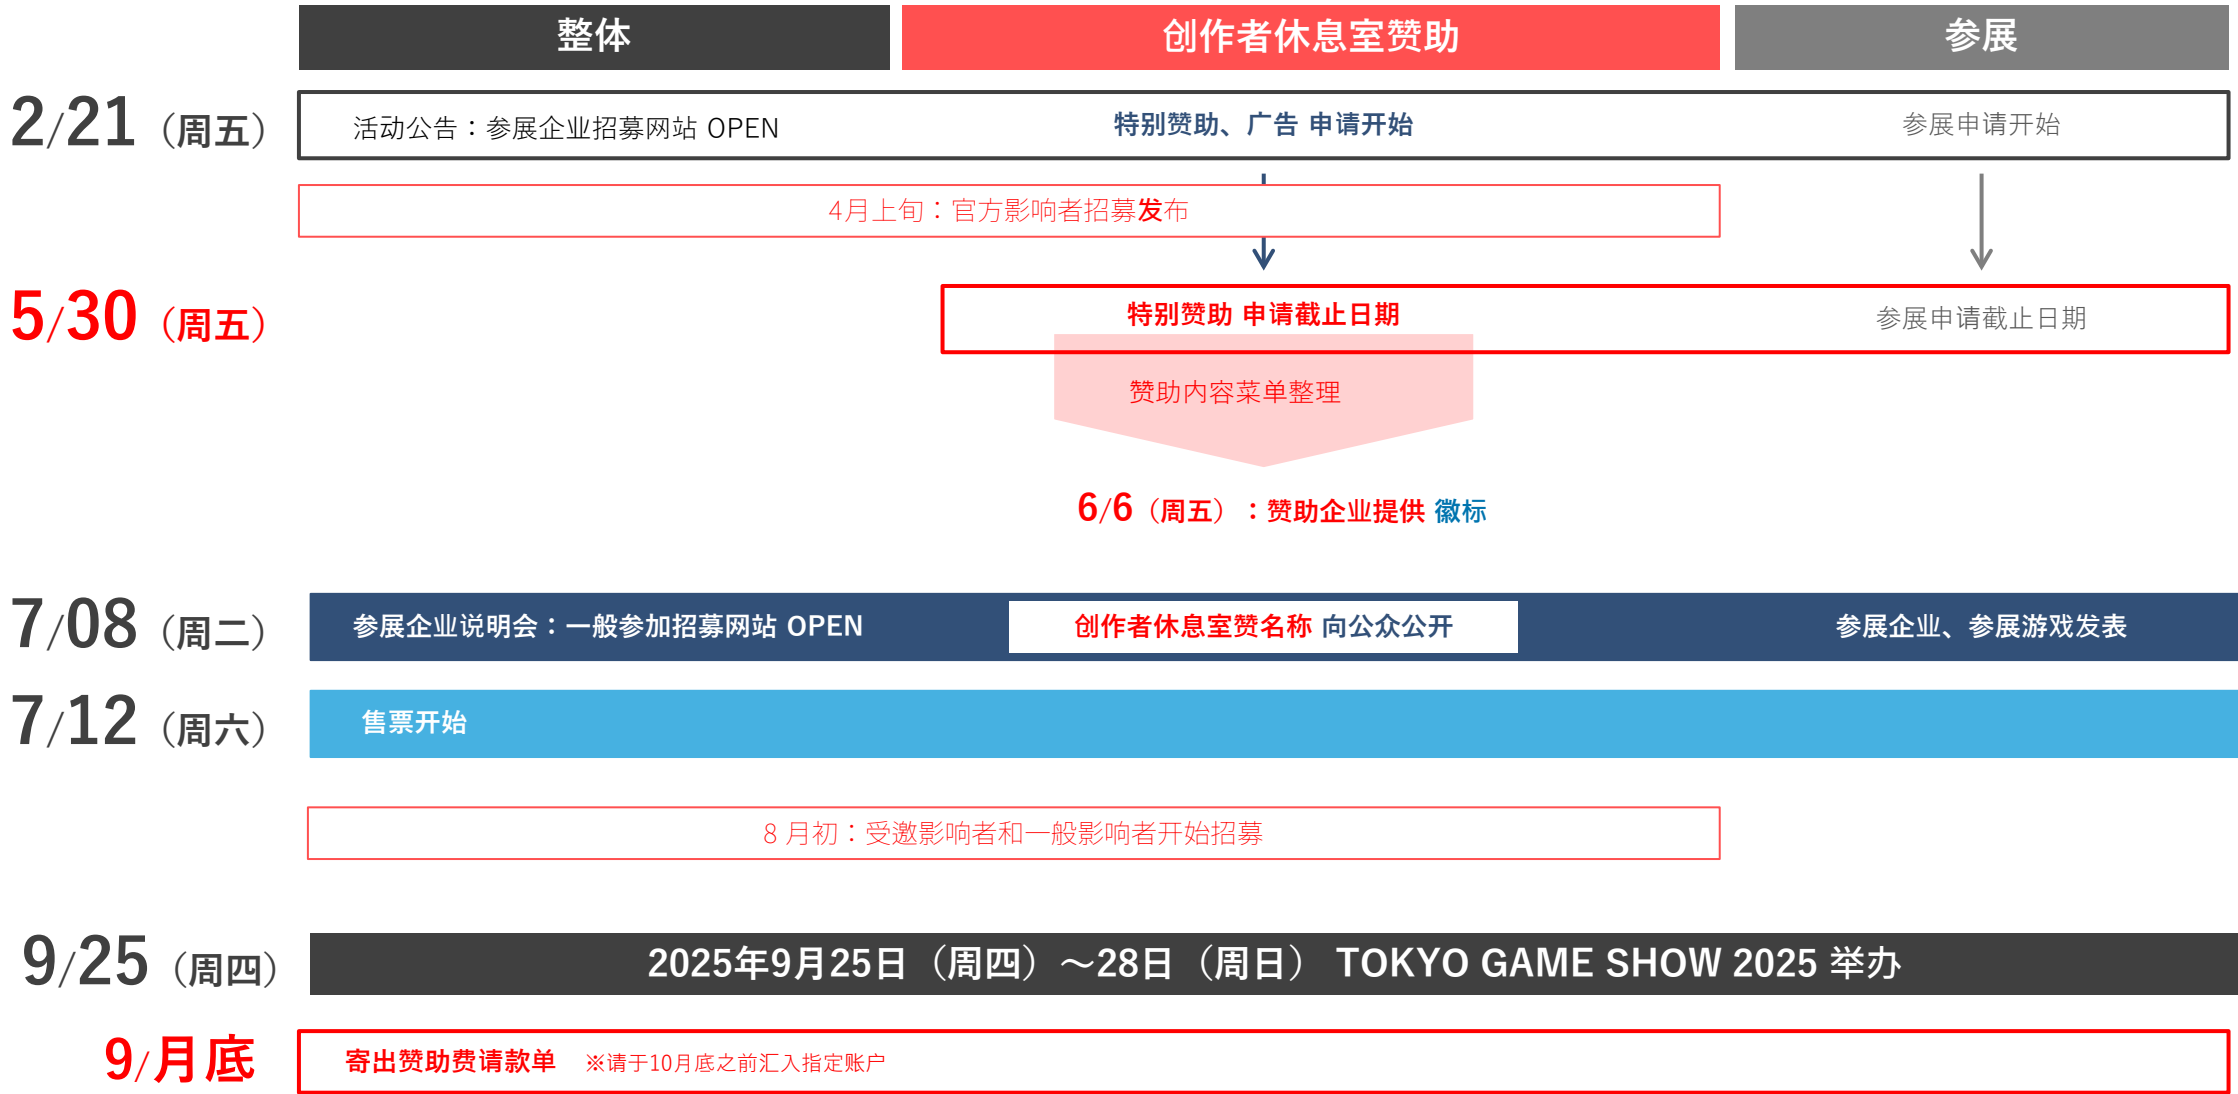 整体
创作者休息室赞助
参展
2/21（周五）
活动公告：参展企业招募网站 OPEN
特别赞助、广告 申请开始
参展申请开始
4月上旬：官方影响者招募发布
5/30（周五）
特别赞助 申请截止日期
参展申请截止日期
赞助内容菜单整理
6/6（周五）：赞助企业提供 徽标
7/08（周二）
参展企业说明会：一般参加招募网站 OPEN
创作者休息室赞名称 向公众公开
参展企业、参展游戏发表
7/12（周六）
售票开始
8 月初：受邀影响者和一般影响者开始招募
9/25（周四）
2025年9月25日（周四）～28日（周日） TOKYO GAME SHOW 2025 举办
9/月底
寄出赞助费请款单 ※请于10月底之前汇入指定账户